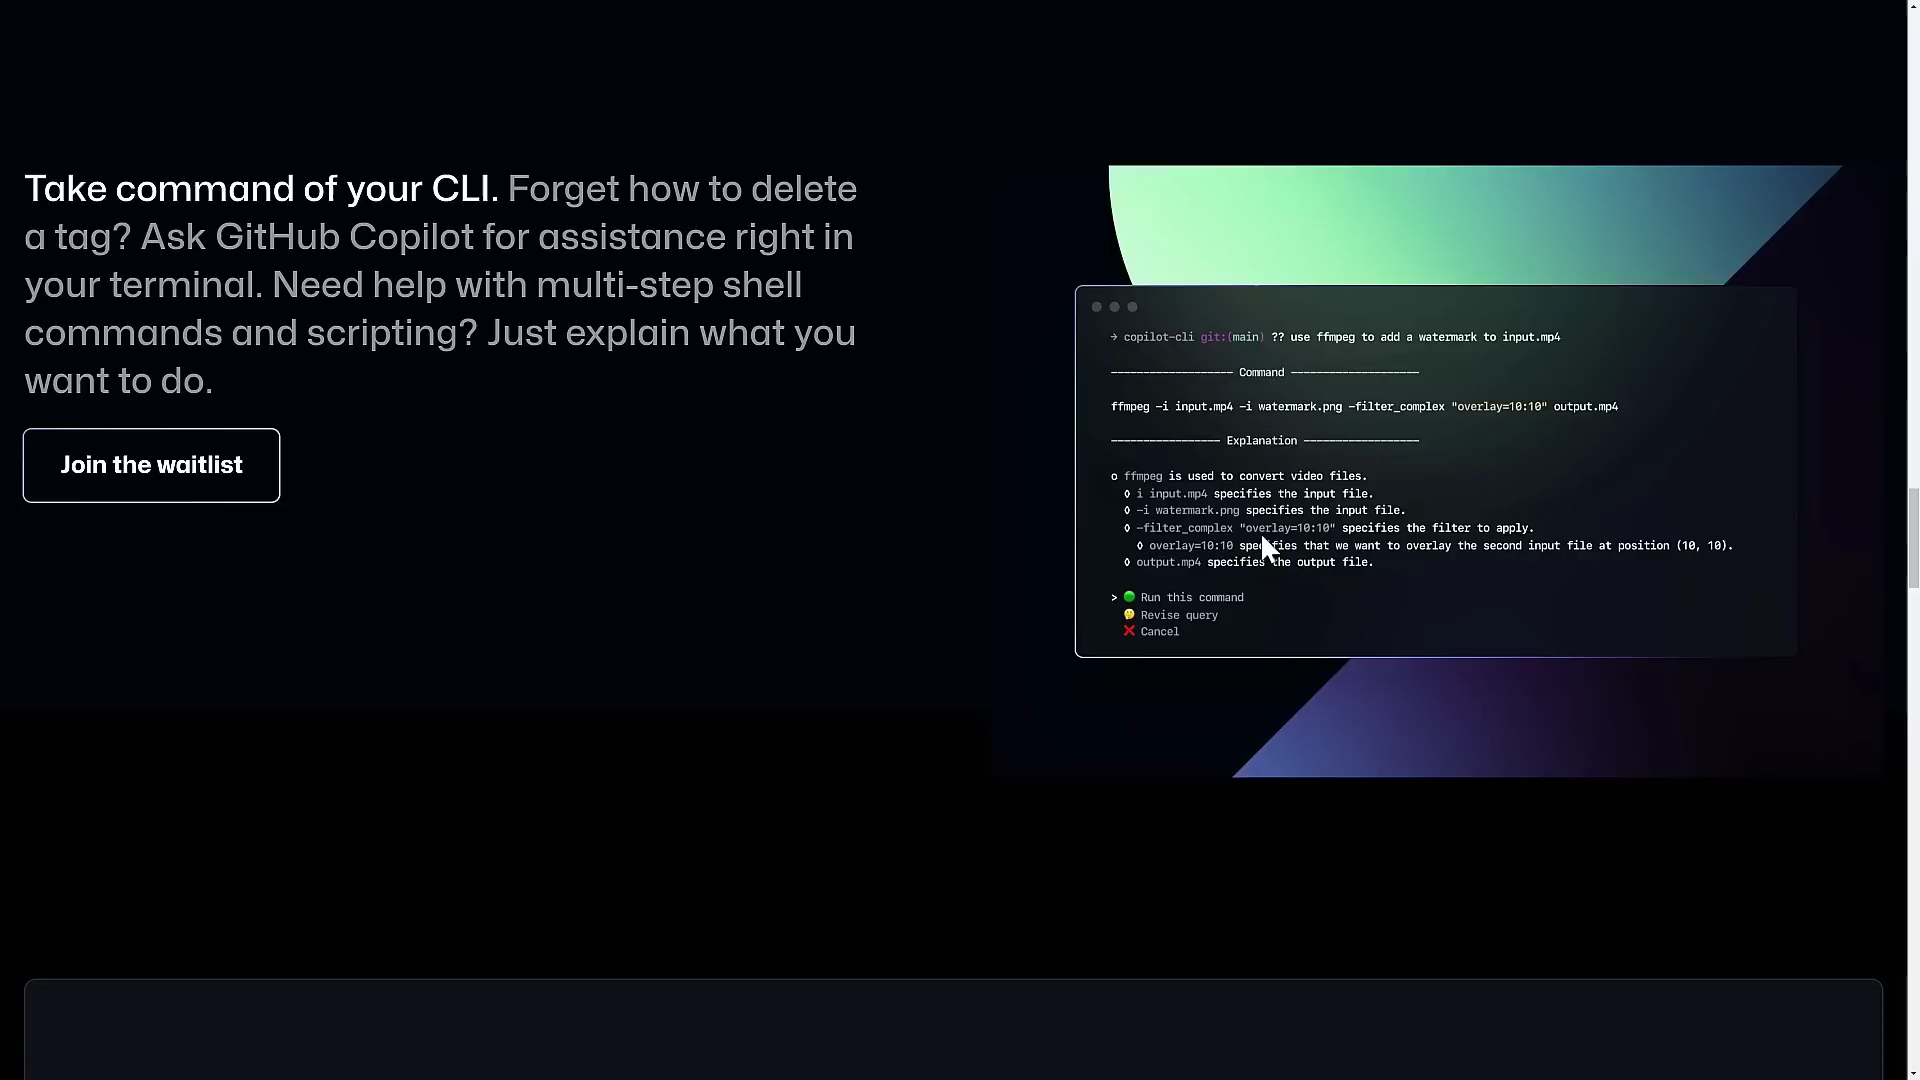 Take command of your CLI. Forget how to delete
a tag? Ask GitHub Copilot for assistance right in
your terminal. Need help with multi-step shell
commands and scripting? Just explain what you
want to do.
Join the waitlist
→ copilot-cli git:(main) ?? use ffmpeg to add a watermark to input.mp4
─────────────────── Command ────────────────────
ffmpeg -i input.mp4 -i watermark.png -filter_complex "overlay=10:10" output.mp4
───────────────── Explanation ──────────────────
o ffmpeg is used to convert video files.
◊ i input.mp4 specifies the input file.
◊ -i watermark.png specifies the input file.
◊ -filter_complex "overlay=10:10" specifies the filter to apply.
◊ overlay=10:10 specifies that we want to overlay the second input file at position (10, 10).
◊ output.mp4 specifies the output file.
> 🟢 Run this command
🤔 Revise query
❌ Cancel